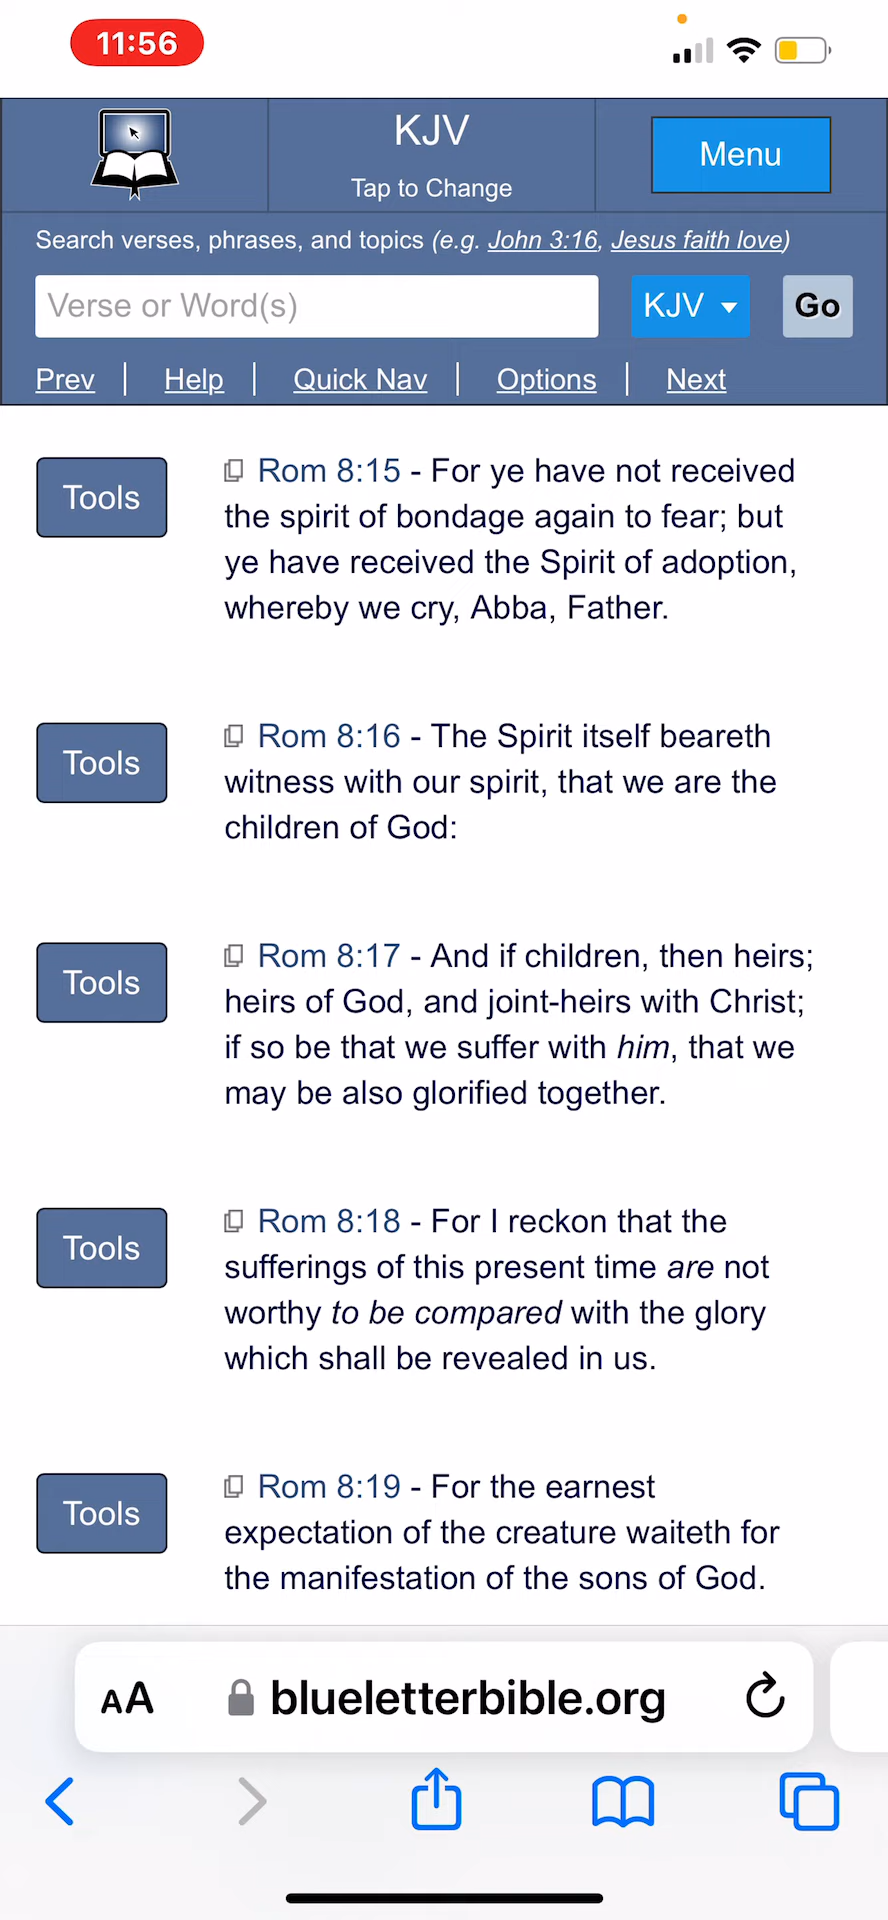 11:56
KJV
Tap to Change
Menu
Search verses, phrases, and topics (e.g. John 3:16, Jesus faith love)
Verse or Word(s)
KJV
Go
Prev | Help | Quick Nav | Options | Next
Tools
Rom 8:15 - For ye have not received
the spirit of bondage again to fear; but
ye have received the Spirit of adoption,
whereby we cry, Abba, Father.
Tools
Rom 8:16 - The Spirit itself beareth
witness with our spirit, that we are the
children of God:
Tools
Rom 8:17 - And if children, then heirs;
heirs of God, and joint-heirs with Christ;
if so be that we suffer with him, that we
may be also glorified together.
Tools
Rom 8:18 - For I reckon that the
sufferings of this present time are not
worthy to be compared with the glory
which shall be revealed in us.
Tools
Rom 8:19 - For the earnest
expectation of the creature waiteth for
the manifestation of the sons of God.
AA
blueletterbible.org